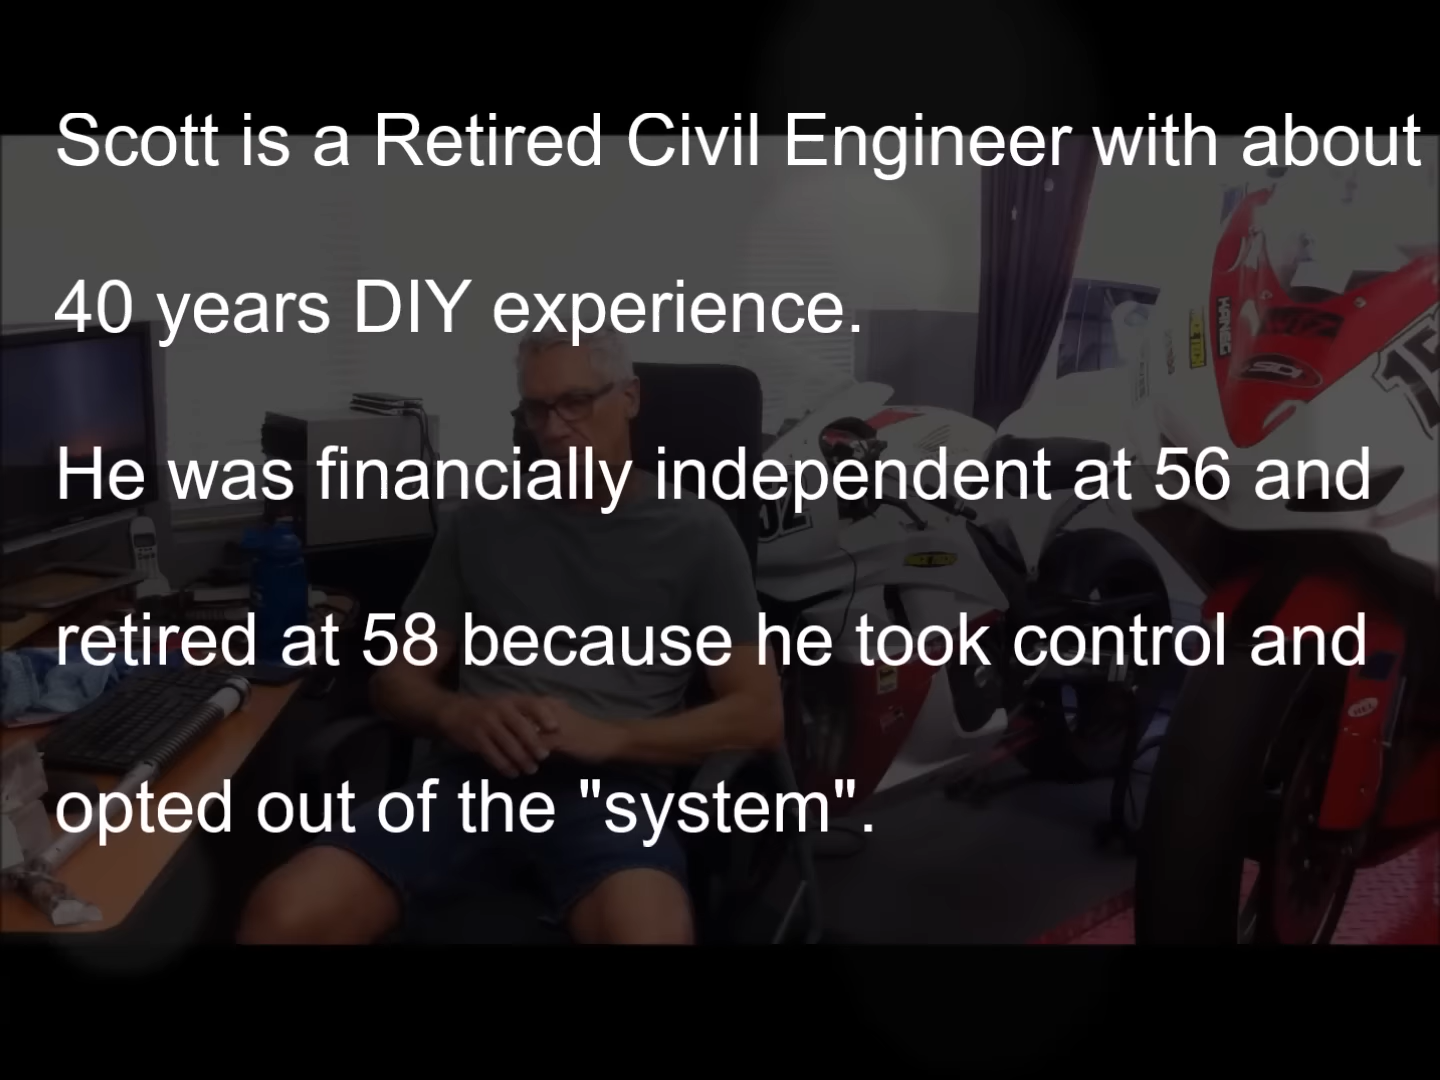 Scott is a Retired Civil Engineer with about
40 years DIY experience.
He was financially independent at 56 and
retired at 58 because he took control and
opted out of the "system".
HEL